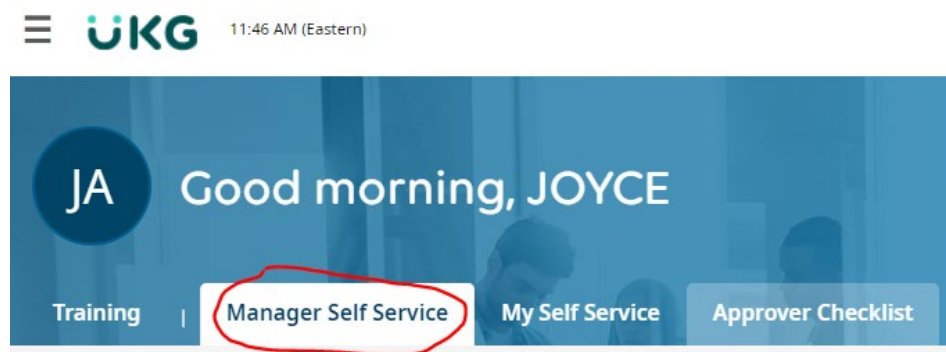 UKG 11:46 AM (Eastern)
JA Good morning, JOYCE
Training | Manager Self Service My Self Service Approver Checklist